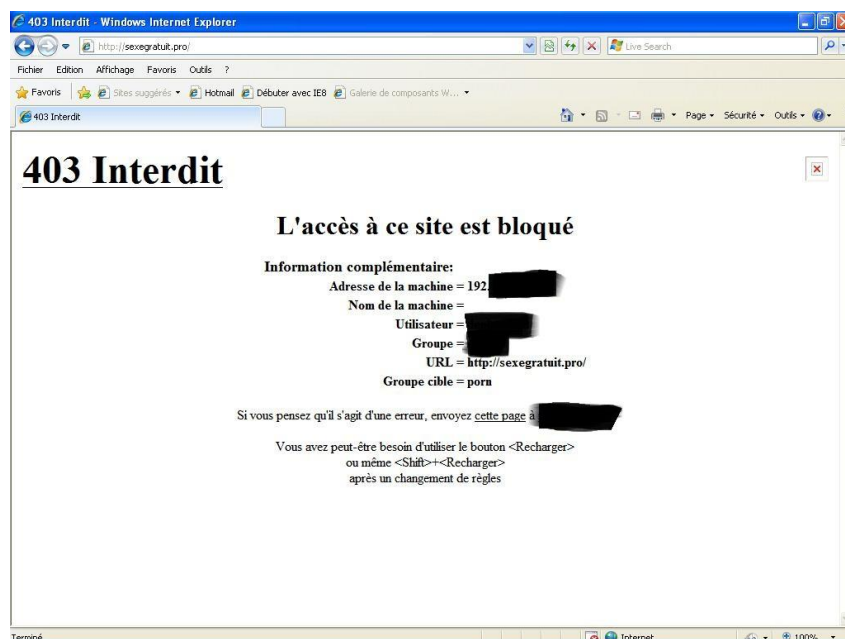 403 Interdit - Windows Internet Explorer
http://sexegratuit.pro/
Live Search
Fichier Edition Affichage Favoris Outils ?
Favoris Sites suggérés Hotmail Débuter avec IE8 Galerie de composants W...
403 Interdit
Page Sécurité Outils
403 Interdit
L'accès à ce site est bloqué
Information complémentaire:
Adresse de la machine = 192.
Nom de la machine =
Utilisateur =
Groupe =
URL = http://sexegratuit.pro/
Groupe cible = porn
Si vous pensez qu'il s'agit d'une erreur, envoyez cette page à
Vous avez peut-être besoin d'utiliser le bouton <Recharger>
ou même <Shift>+<Recharger>
après un changement de règles
Terminé
Internet
100%